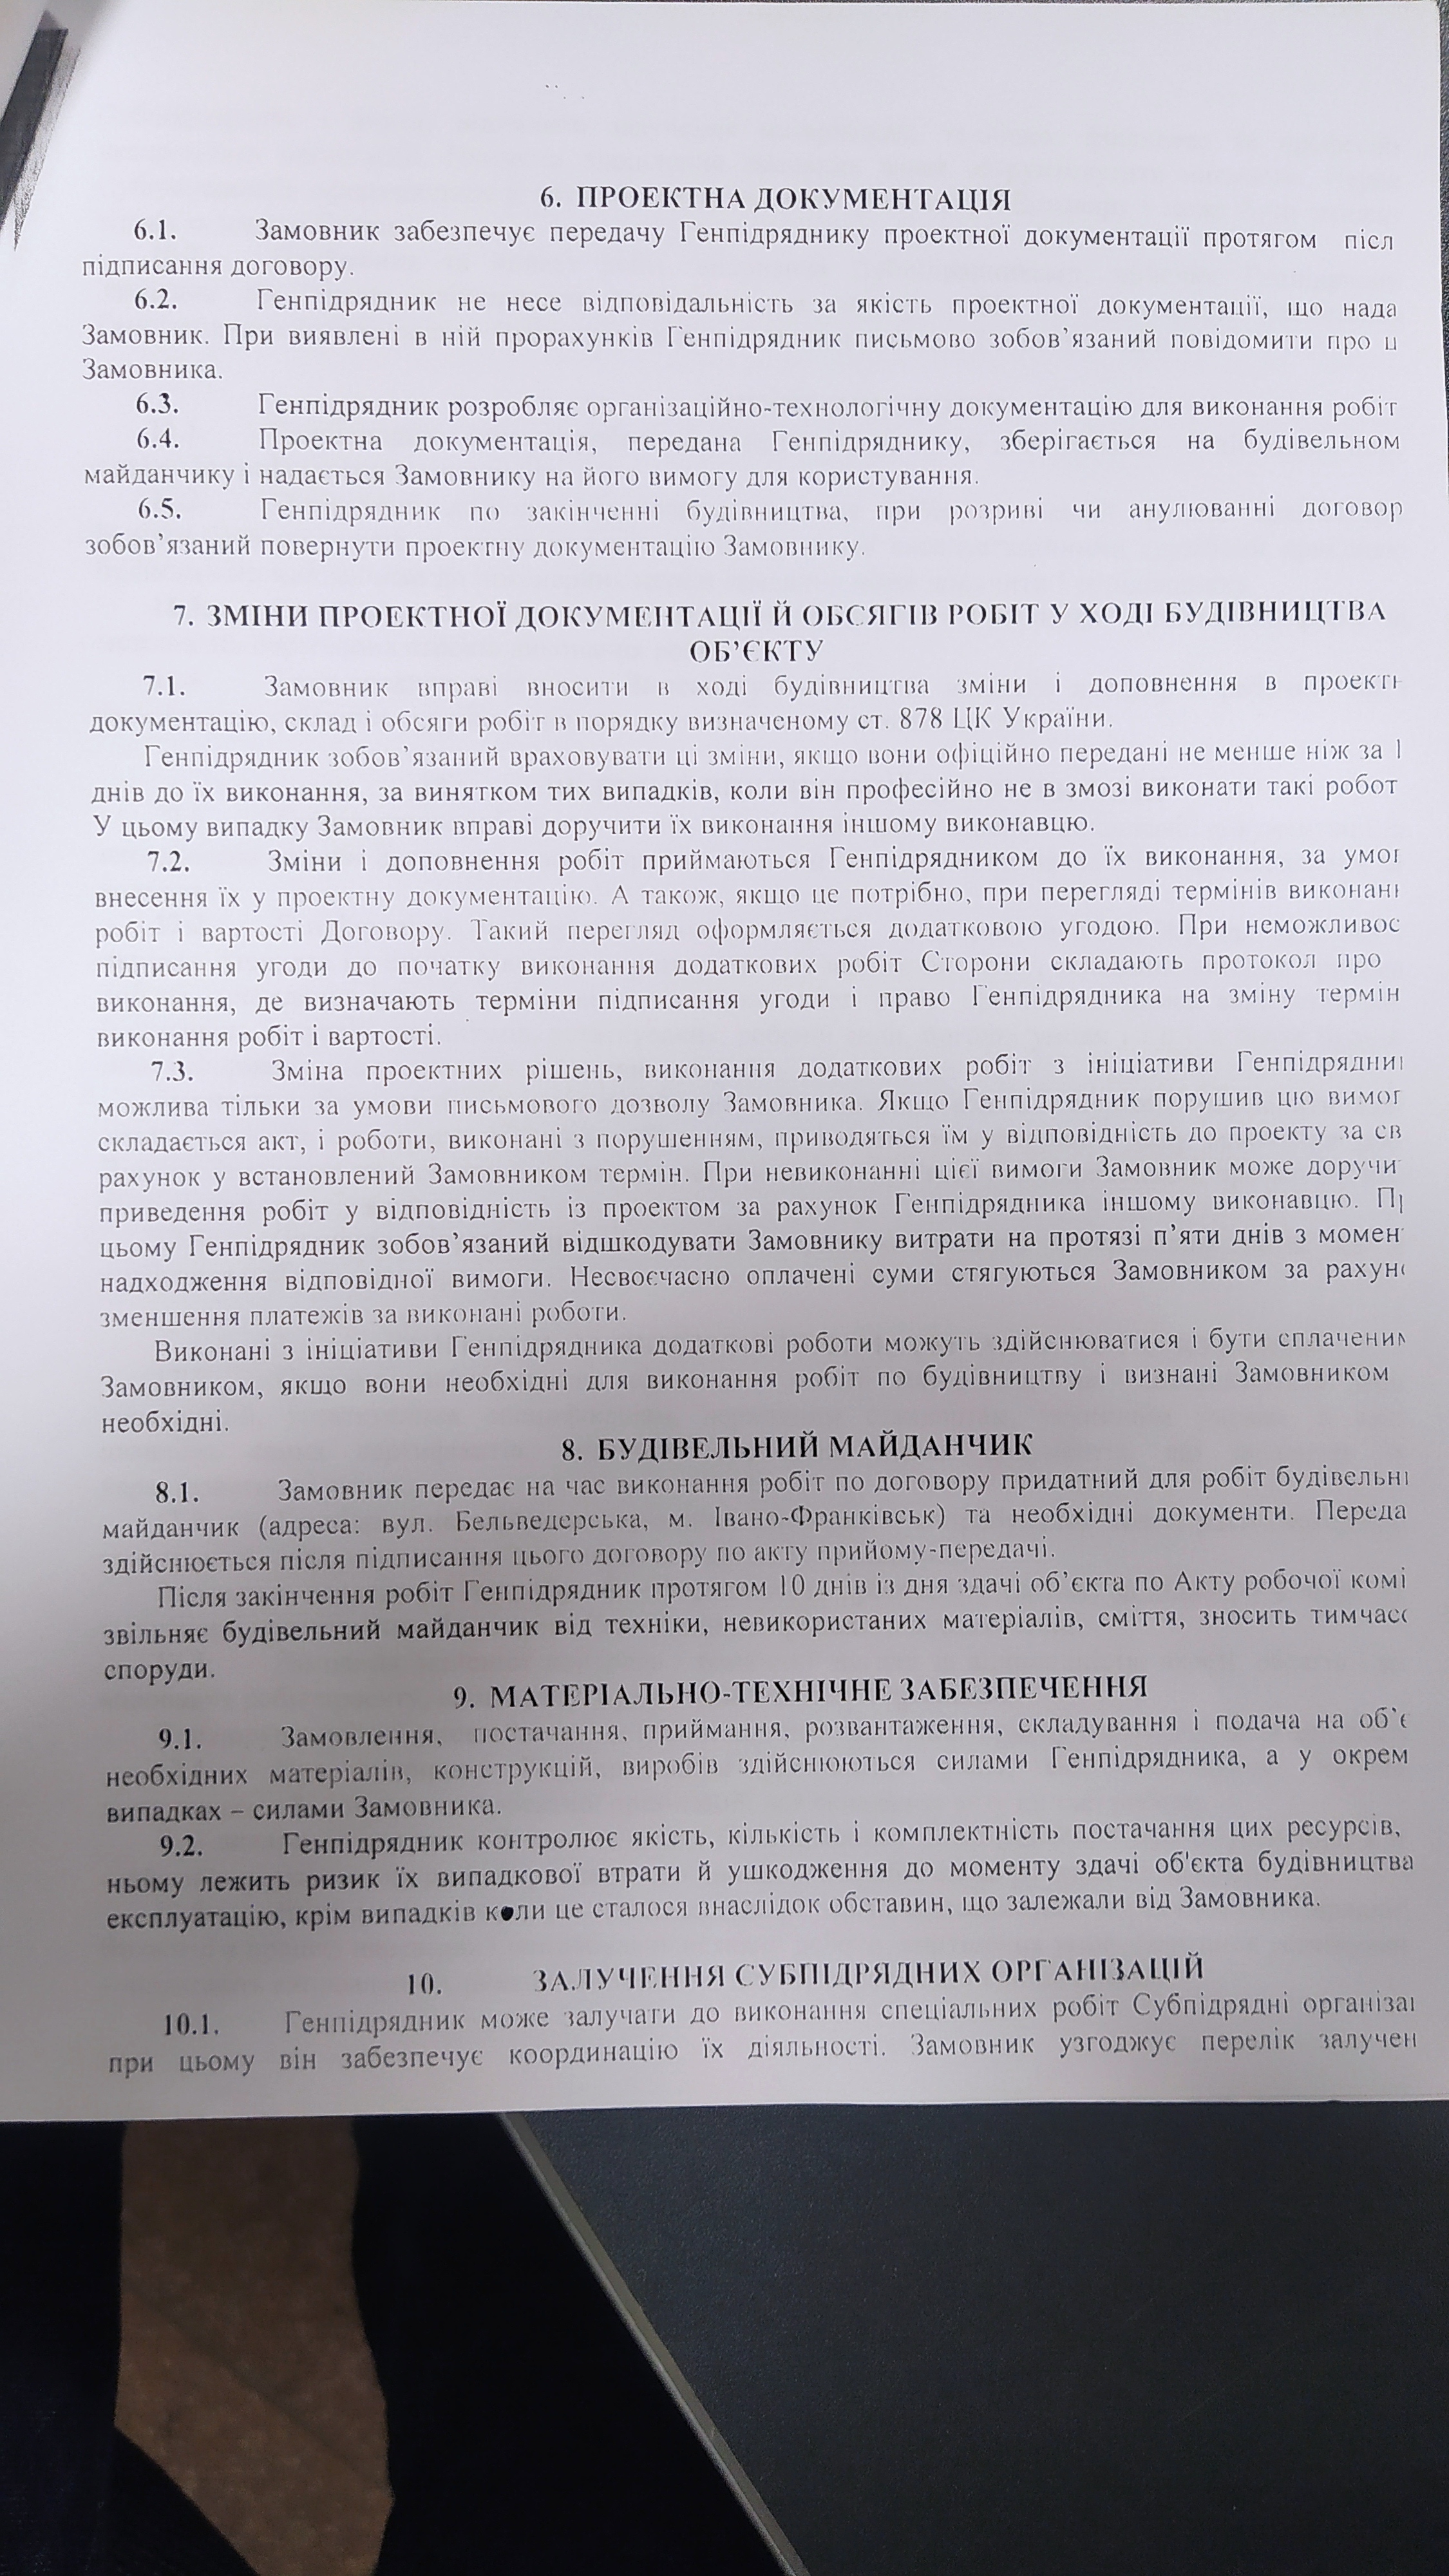 6. ПРОЕКТНА ДОКУМЕНТАЦІЯ
6.1. Замовник забезпечує передачу Генпідряднику проектної документації протягом післ
підписання договору.
6.2. Генпідрядник не несе відповідальність за якість проектної документації, що нада
Замовник. При виявлені в ній прорахунків Генпідрядник письмово зобов'язаний повідомити про ц
Замовника.
6.3. Генпідрядник розробляє організаційно-технологічну документацію для виконання робіт
6.4. Проектна документація, передана Генпідряднику, зберігається на будівельном
майданчику і надається Замовнику на його вимогу для користування.
6.5. Генпідрядник по закінченні будівництва, при розриві чи анулюванні договор
зобов'язаний повернути проектну документацію Замовнику.
7. ЗМІНИ ПРОЕКТНОЇ ДОКУМЕНТАЦІЇ Й ОБСЯГІВ РОБІТ У ХОДІ БУДІВНИЦТВА
ОБ'ЄКТУ
7.1. Замовник вправі вносити в ході будівництва зміни і доповнення в проектн
документацію, склад і обсяги робіт в порядку визначеному ст. 878 ЦК України.
Генпідрядник зобов'язаний враховувати ці зміни, якщо вони офіційно передані не менше ніж за 1
днів до їх виконання, за винятком тих випадків, коли він професійно не в змозі виконати такі робот
У цьому випадку Замовник вправі доручити їх виконання іншому виконавцю.
7.2. Зміни і доповнення робіт приймаються Генпідрядником до їх виконання, за умог
внесення їх у проектну документацію. А також, якщо це потрібно, при перегляді термінів виконанн
робіт і вартості Договору. Такий перегляд оформляється додатковою угодою. При неможливос
підписання угоди до початку виконання додаткових робіт Сторони складають протокол про
виконання, де визначають терміни підписання угоди і право Генпідрядника на зміну термін
виконання робіт і вартості.
7.3. Зміна проектних рішень, виконання додаткових робіт з ініціативи Генпідрядник
можлива тільки за умови письмового дозволу Замовника. Якщо Генпідрядник порушив цю вимог
складається акт, і роботи, виконані з порушенням, приводяться їм у відповідність до проекту за св
рахунок у встановлений Замовником термін. При невиконанні цієї вимоги Замовник може доручи
приведення робіт у відповідність із проектом за рахунок Генпідрядника іншому виконавцю. Пр
цьому Генпідрядник зобов'язаний відшкодувати Замовнику витрати на протязі п'яти днів з момен
надходження відповідної вимоги. Несвоєчасно оплачені суми стягуються Замовником за рахун
зменшення платежів за виконані роботи.
Виконані з ініціативи Генпідрядника додаткові роботи можуть здійснюватися і бути сплаченим
Замовником, якщо вони необхідні для виконання робіт по будівництву і визнані Замовником
необхідні.
8. БУДІВЕЛЬНИЙ МАЙДАНЧИК
8.1 Замовник передає на час виконання робіт по договору придатний для робіт будівельн
майданчик (адреса: вул. Бельведерська, м. Івано-Франківськ) та необхідні документи. Переда
здійснюється після підписання цього договору по акту прийому-передачі.
Після закінчення робіт Генпідрядник протягом 10 днів із дня здачі об'єкта по Акту робочої комі
звільняє будівельний майданчик від техніки, невикористаних матеріалів, сміття, зносить тимчасс
споруди.
9. МАТЕРІАЛЬНО-ТЕХНІЧНЕ ЗАБЕЗПЕЧЕННЯ
9.1 Замовлення, постачання, приймання, розвантаження, складування і подача на об'є
необхідних матеріалів, конструкцій, виробів здійснюються силами Генпідрядника, а у окрем
випадках – силами Замовника.
9.2. Генпідрядник контролює якість, кількість і комплектність постачання цих ресурсів,
ньому лежить ризик їх випадкової втрати й ушкодження до моменту здачі об'єкта будівництва
експлуатацію, крім випадків коли це сталося внаслідок обставин, що залежали від Замовника.
10. ЗАЛУЧЕННЯ СУБПІДРЯДНИХ ОРГАНІЗАЦІЙ
10.1. Генпідрядник може залучати до виконання спеціальних робіт Субпідрядні організаі
при цьому він забезпечує координацію їх діяльності. Замовник узгоджує перелік залучен